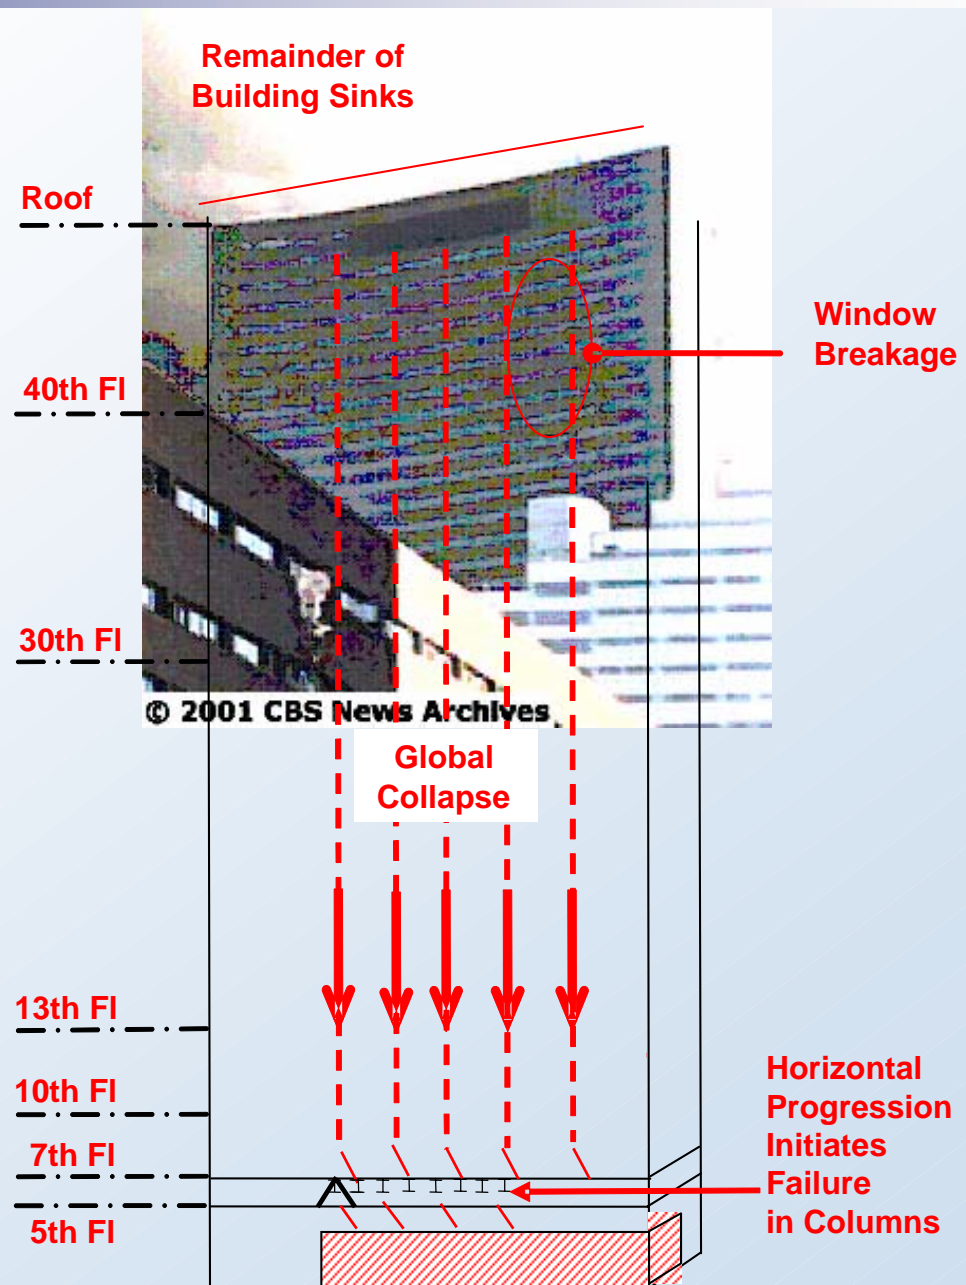 Remainder of
Building Sinks
Roof
Window
Breakage
40th Fl
30th Fl
© 2001 CBS News Archives
Global
Collapse
13th Fl
10th Fl
7th Fl
5th Fl
Horizontal
Progression
Initiates
Failure
in Columns